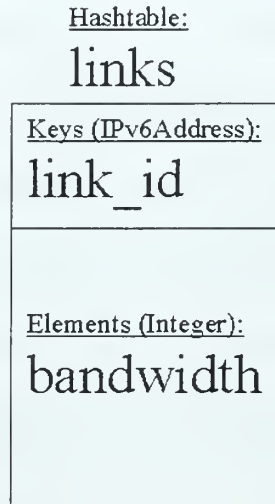 Hashtable:
links
Keys (IPv6Address):
link_id
Elements (Integer):
bandwidth